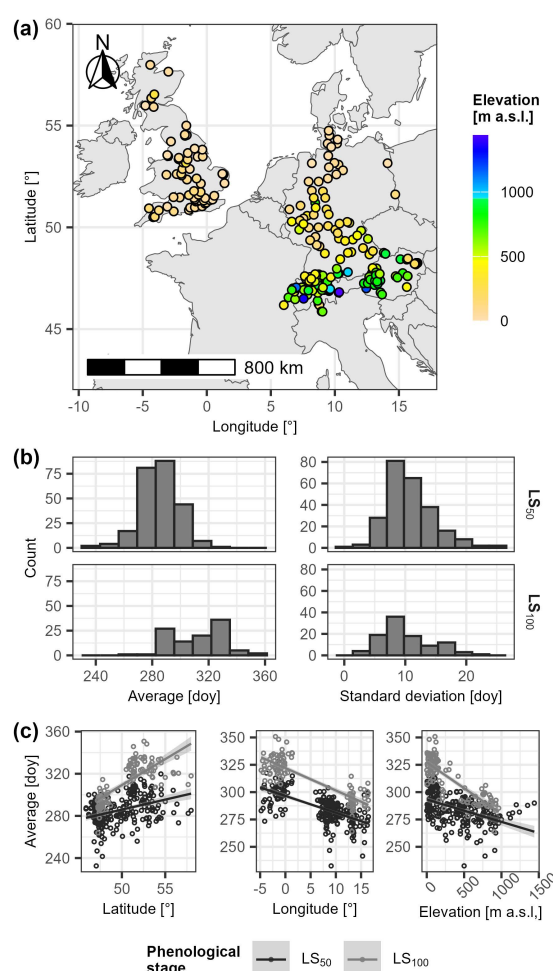 (a)
N
60
55
50
45
Latitude [°]
-10
-5
0
5
10
15
Longitude [°]
800 km
Elevation
[m a.s.l.]
1000
500
0
(b)
Count
75
50
25
0
80
60
40
20
0
LS50
75
50
25
0
80
60
40
20
0
LS100
240
280
320
360
0
10
20
Average [doy]
Standard deviation [doy]
(c)
Average [doy]
360
320
280
240
350
325
300
275
250
350
325
300
275
250
50
55
-5
0
5
10
15
0
500
1000
1500
Latitude [°]
Longitude [°]
Elevation [m a.s.l,]
Phenological
stage
LS50
LS100